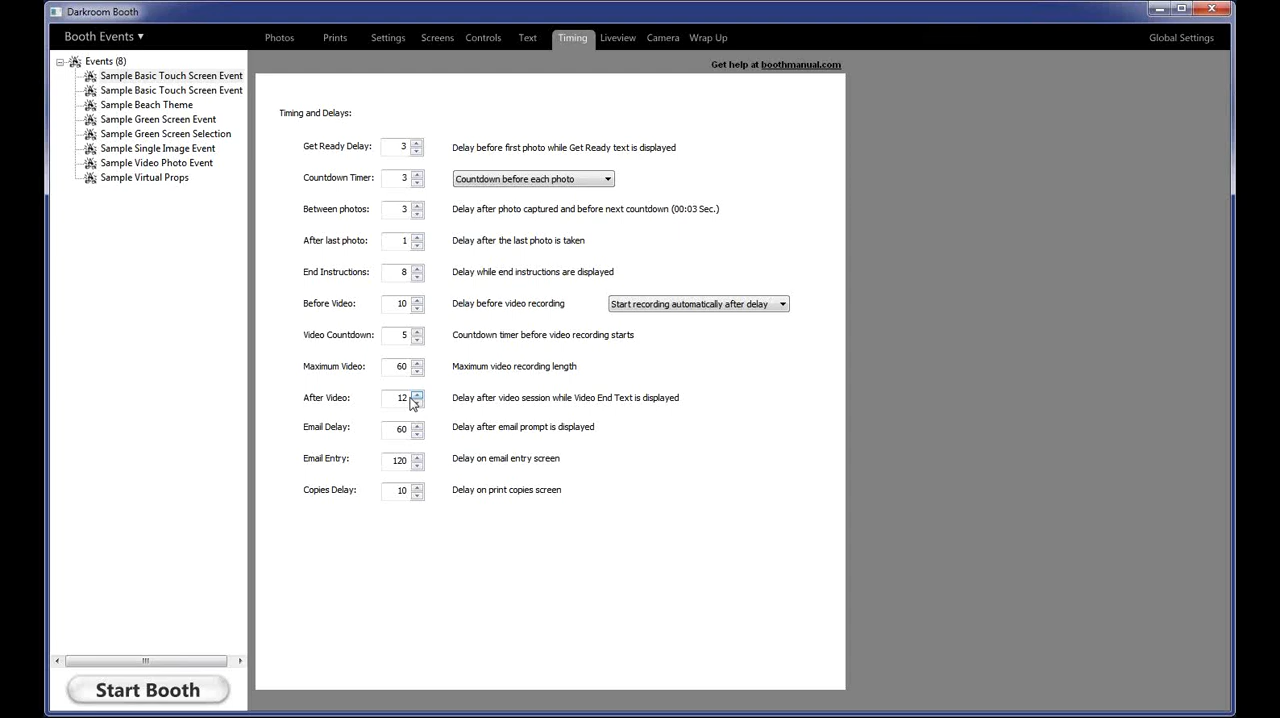 Darkroom Booth
Booth Events ▾ Photos Prints Settings Screens Controls Text Timing Liveview Camera Wrap Up Global Settings
Get help at boothmanual.com
Events (8)
Sample Basic Touch Screen Event
Sample Basic Touch Screen Event
Sample Beach Theme
Sample Green Screen Event
Sample Green Screen Selection
Sample Single Image Event
Sample Video Photo Event
Sample Virtual Props
Timing and Delays:
Get Ready Delay: 3 Delay before first photo while Get Ready text is displayed
Countdown Timer: 3 Countdown before each photo
Between photos: 3 Delay after photo captured and before next countdown (00:03 Sec.)
After last photo: 1 Delay after the last photo is taken
End Instructions: 8 Delay while end instructions are displayed
Before Video: 10 Delay before video recording Start recording automatically after delay
Video Countdown: 5 Countdown timer before video recording starts
Maximum Video: 60 Maximum video recording length
After Video: 12 Delay after video session while Video End Text is displayed
Email Delay: 60 Delay after email prompt is displayed
Email Entry: 120 Delay on email entry screen
Copies Delay: 10 Delay on print copies screen
Start Booth